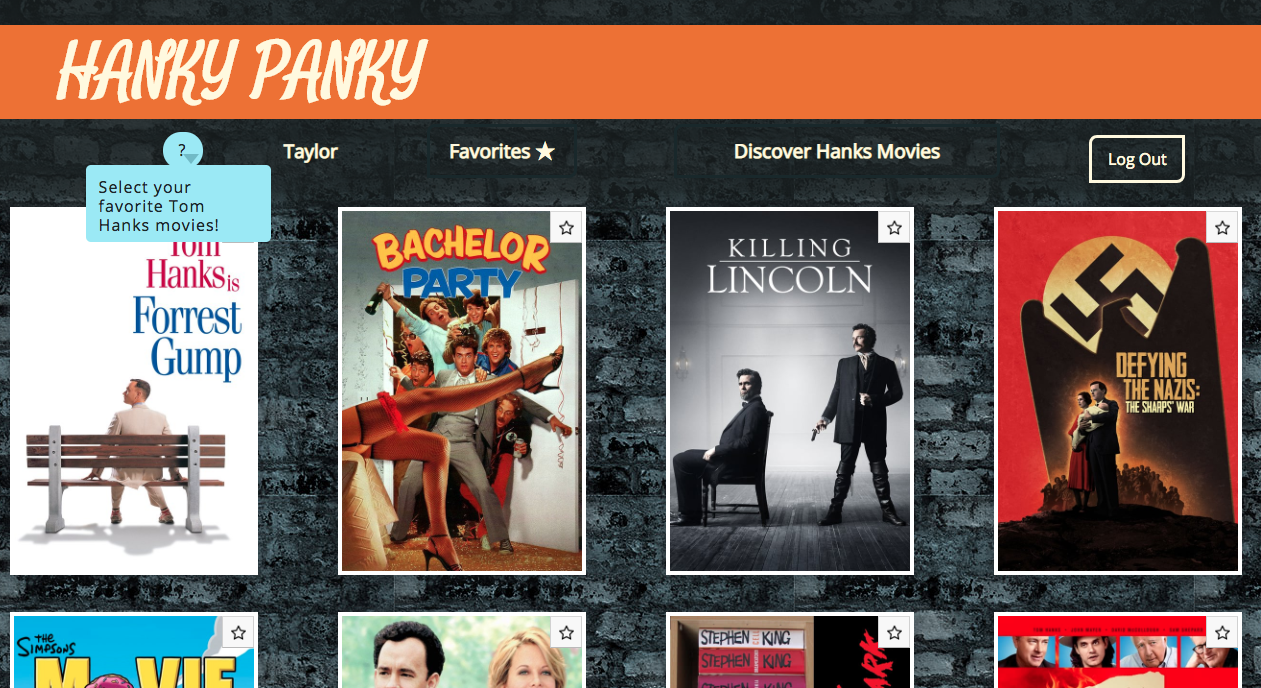 HANKY PANKY
?
Taylor
Favorites ★
Discover Hanks Movies
Log Out
Select your
favorite Tom
Hanks movies!
Tom
Hanks is
Forrest
Gump
BACHELOR
PARTY
KILLING
LINCOLN
DEFYING
THE NAZIS:
THE SHARPS' WAR
THE
SIMPSONS
MOVIE
STEPHEN KING
STEPHEN KING